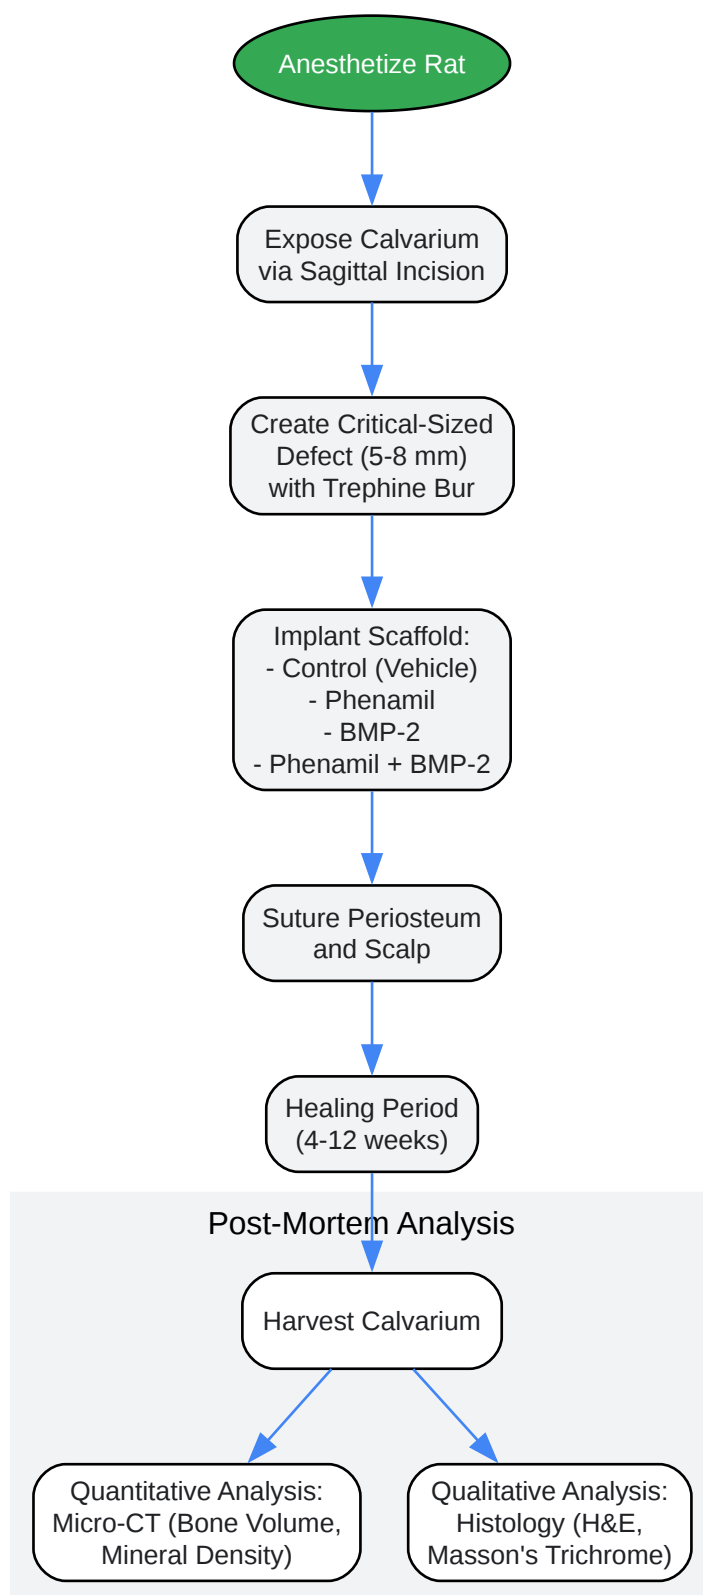 Anesthetize Rat
Expose Calvarium
via Sagittal Incision
Create Critical-Sized
Defect (5-8 mm)
with Trephine Bur
Implant Scaffold:
- Control (Vehicle)
- Phenamil
- BMP-2
- Phenamil + BMP-2
Suture Periosteum
and Scalp
Healing Period
(4-12 weeks)
Post-Mortem Analysis
Harvest Calvarium
Quantitative Analysis:
Micro-CT (Bone Volume,
Mineral Density)
Qualitative Analysis:
Histology (H&E,
Masson's Trichrome)